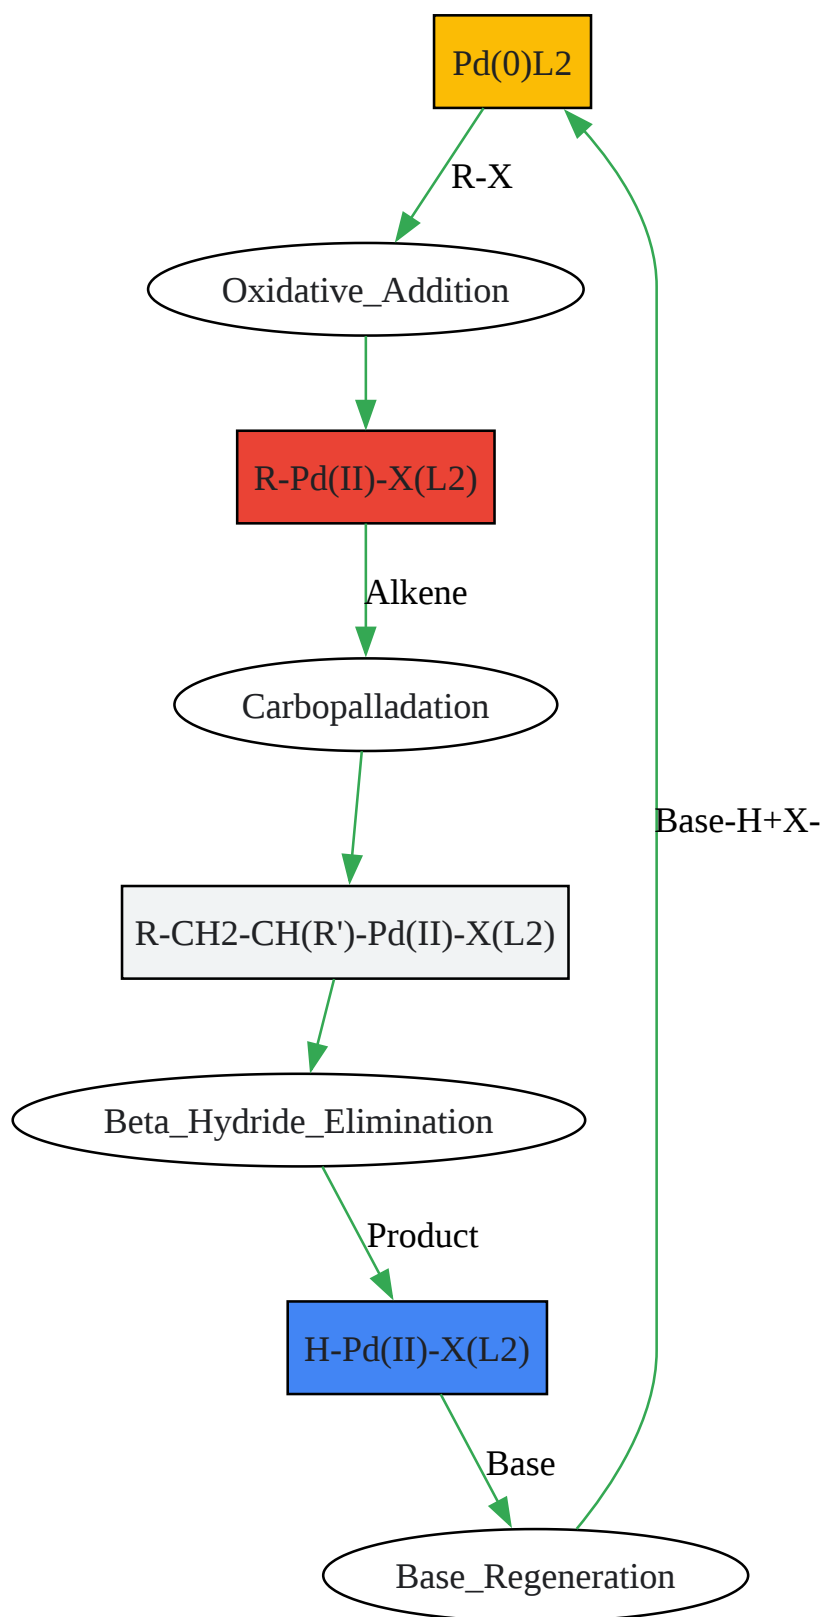 Pd(0)L2
R-X
Oxidative_Addition
R-Pd(II)-X(L2)
Alkene
Carbopalladation
Base-H+X-
R-CH2-CH(R')-Pd(II)-X(L2)
Beta_Hydride_Elimination
Product
H-Pd(II)-X(L2)
Base
Base_Regeneration